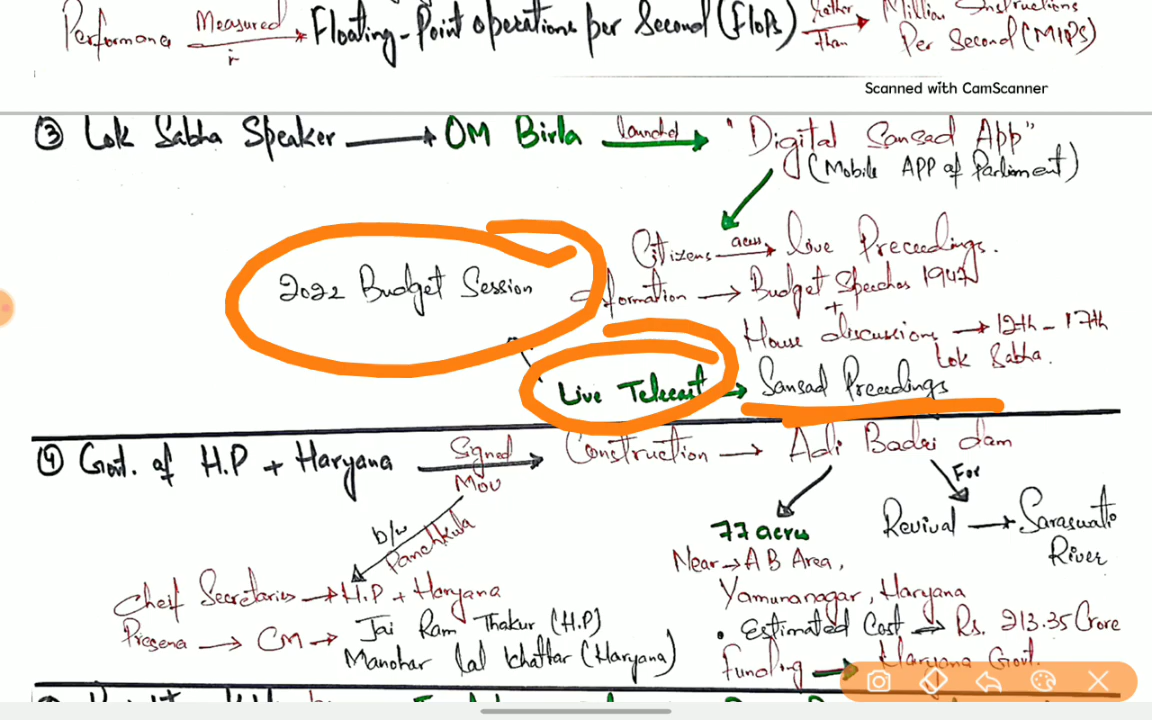 Performance Measured in Floating-Point operations per Second (FloPs) rather Than Million Instructions Per Second (MIPS)
Scanned with CamScanner
③ Lok Sabha Speaker → OM Birla launched → "Digital Sansad App"
(Mobile APP of Parliment)
Citizens → live Preceedings.
2022 Budget Session
formation → Budget Speeches 1947
+
House discussions → 12th - 17th
Lok Sabha.
Live Telecast → Sansad Preceedings
④ Govt. of H.P + Haryana Signed MOU → Construction → Adi Badri dam
For
b/w Panchkula
77 acres
Revival → Saraswati River
Near → A B Area,
Yamunanagar, Haryana
Cheif Secretaries → H.P + Haryana
Presena → CM → Jai Ram Thakur (H.P)
Manohar lal khattar (Haryana)
• Estimated Cost → Rs. 213.35 Crore
funding → Haryana Govt.